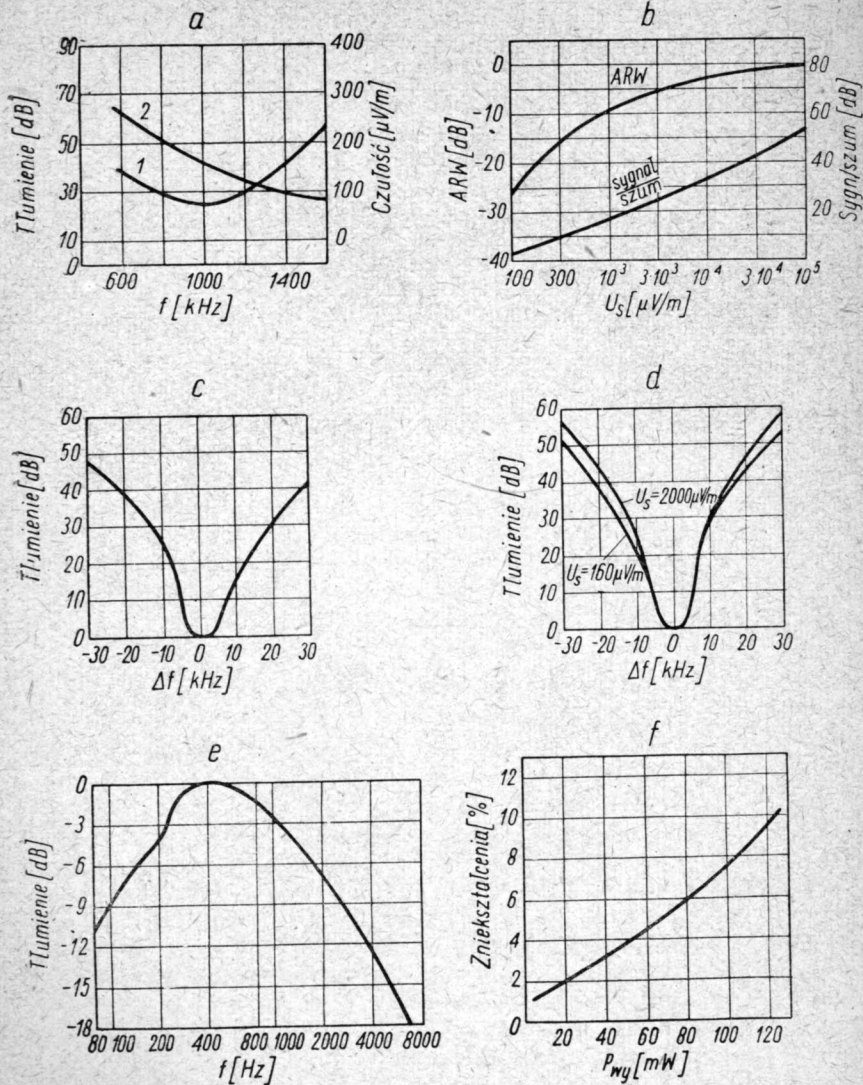 a
90
70
50
30
10
0
Tłumienie [dB]
2
1
400
300
200
100
0
Czułość [μV/m]
600 1000 1400
f [kHz]
b
0
-10
-20
-30
-40
ARW [dB]
ARW
sygnał
szum
80
60
40
20
Sygn/szum [dB]
100 300 10³ 3·10³ 10⁴ 3·10⁴ 10⁵
Us [μV/m]
c
60
50
40
30
20
10
0
Tłumienie [dB]
-30 -20 -10 0 10 20 30
Δf [kHz]
d
60
50
40
30
20
10
0
Tłumienie [dB]
Us=2000μV/m
Us=160μV/m
-30 -20 -10 0 10 20 30
Δf [kHz]
e
0
-3
-6
-9
-12
-15
-18
Tłumienie [dB]
80 100 200 400 800 1000 2000 4000 8000
f [Hz]
f
12
10
8
6
4
2
0
Zniekształcenia [%]
20 40 60 80 100 120
Pwy [mW]